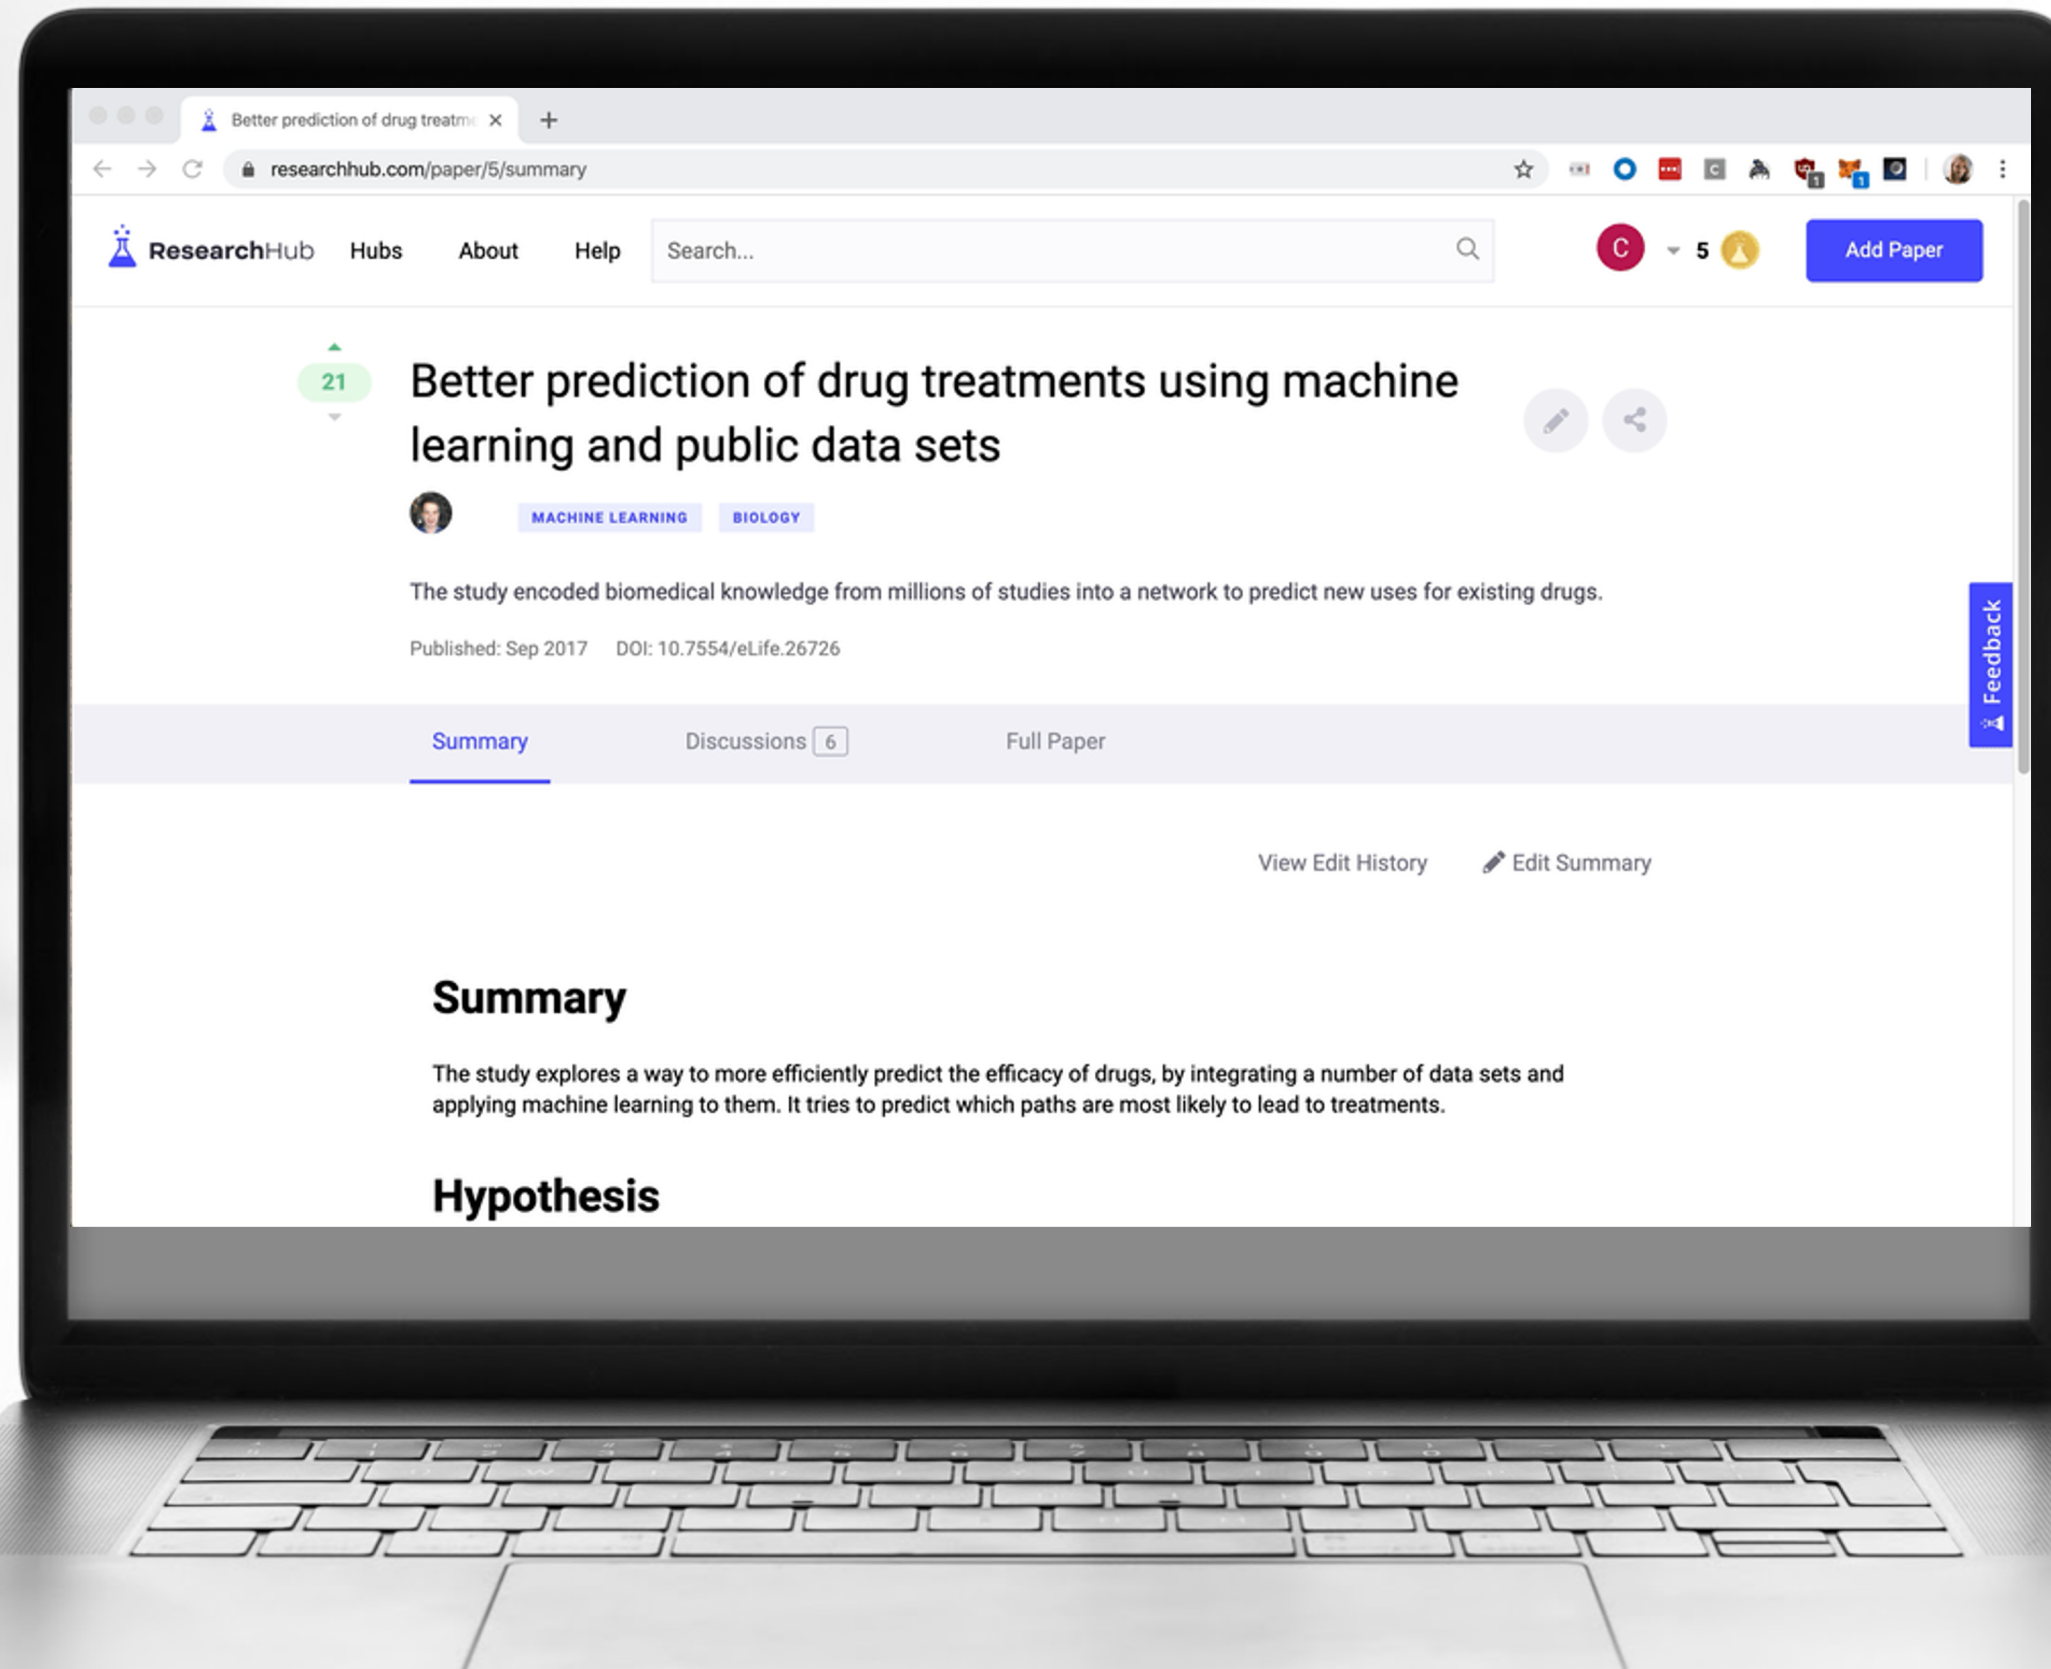 Better prediction of drug treatme
researchhub.com/paper/5/summary
1
1
ResearchHub
Hubs
About
Help
Search...
C
5
Add Paper
21
Better prediction of drug treatments using machine
learning and public data sets
MACHINE LEARNING
BIOLOGY
The study encoded biomedical knowledge from millions of studies into a network to predict new uses for existing drugs.
Published: Sep 2017
DOI: 10.7554/eLife.26726
Feedback
Summary
Discussions 6
Full Paper
View Edit History
Edit Summary
Summary
The study explores a way to more efficiently predict the efficacy of drugs, by integrating a number of data sets and
applying machine learning to them. It tries to predict which paths are most likely to lead to treatments.
Hypothesis